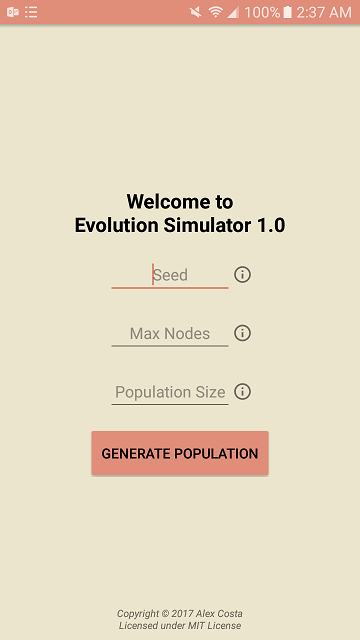 100% 2:37 AM
Welcome to
Evolution Simulator 1.0
Seed
Max Nodes
Population Size
GENERATE POPULATION
Copyright © 2017 Alex Costa
Licensed under MIT License